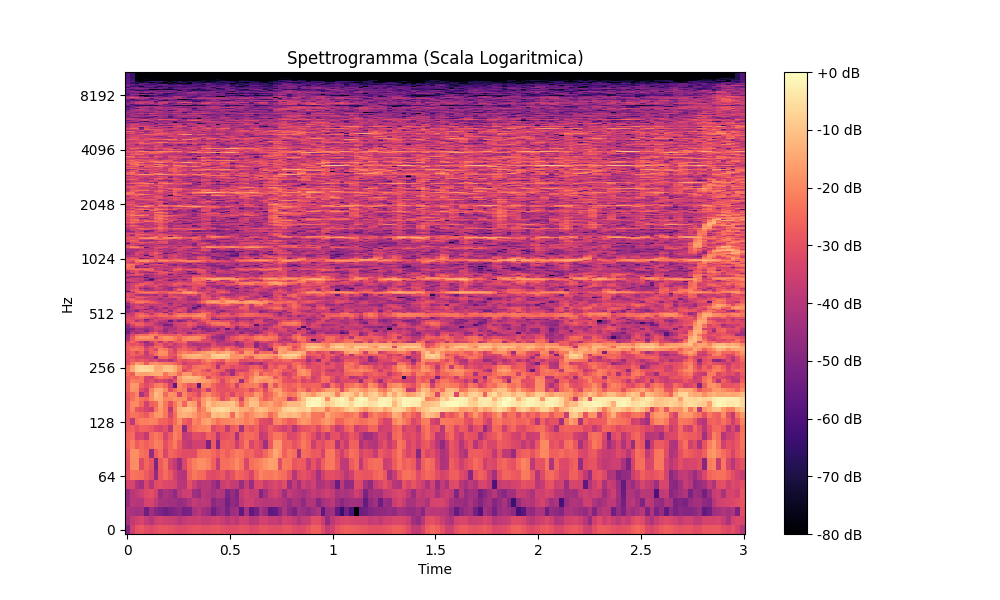 Spettrogramma (Scala Logaritmica)
Hz
8192
4096
2048
1024
512
256
128
64
0
0
0.5
1
1.5
2
2.5
3
Time
+0 dB
-10 dB
-20 dB
-30 dB
-40 dB
-50 dB
-60 dB
-70 dB
-80 dB